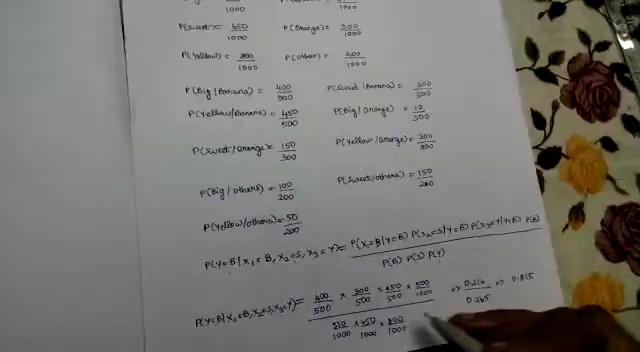 1000
1000
P(sweet)= 650/1000 P(Orange)= 300/1000
P(Yellow)= 800/1000 P(other)= 200/1000
P(Big/Banana)= 400/500 P(Sweet/Banana)= 300/500
P(Yellow/Banana)= 450/500 P(Big/Orange)= 10/300
P(Sweet/Orange)= 150/300 P(Yellow/Orange)= 300/300
P(Big/others)= 100/200 P(Sweet/others)= 150/200
P(Yellow/others)= 50/200
P(Y=B|x₁=B, X₂=S, X₃=Y)= P(X₁=B|Y=B) P(X₂=S|Y=B) P(X₃=Y|Y=B) P(B)
P(B) P(S) P(Y)
P(Y=B|X₁=B,X₂=S,X₃=Y)= 400/500 × 300/500 × 450/500 × 500/1000 => 0.216/0.265 => 0.815
510/1000 × 650/1000 × 800/1000